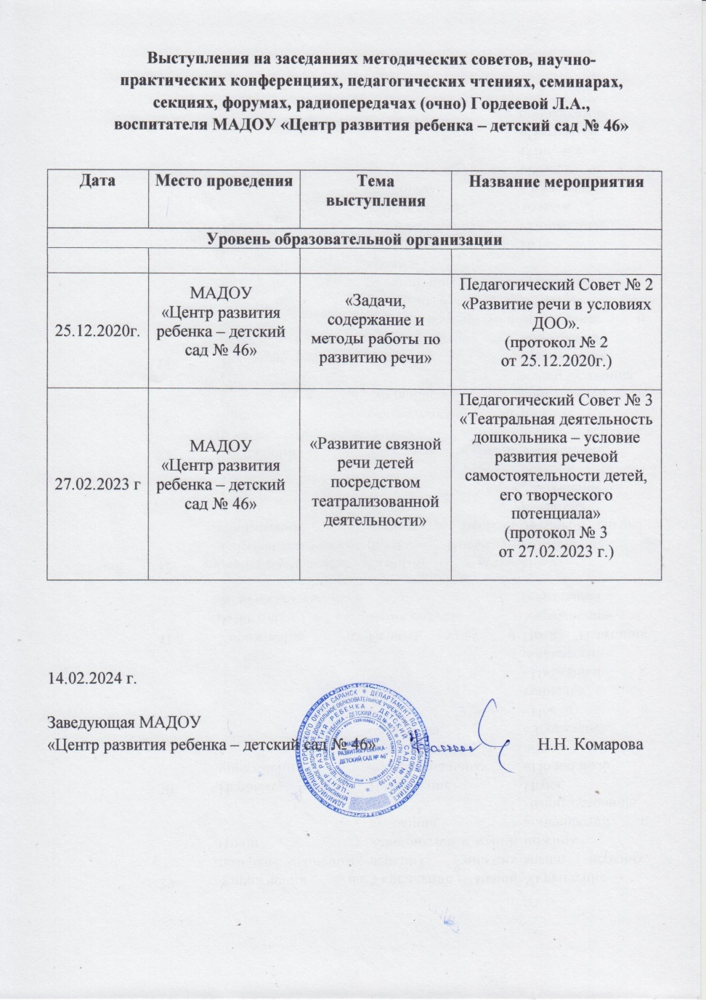 Выступления на заседаниях методических советов, научно-
практических конференциях, педагогических чтениях, семинарах,
секциях, форумах, радиопередачах (очно) Гордеевой Л.А.,
воспитателя МАДОУ «Центр развития ребенка – детский сад № 46»
Дата
Место проведения
Тема
выступления
Название мероприятия
Уровень образовательной организации
25.12.2020г.
МАДОУ
«Центр развития
ребенка – детский
сад № 46»
«Задачи,
содержание и
методы работы по
развитию речи»
Педагогический Совет № 2
«Развитие речи в условиях
ДОО».
(протокол № 2
от 25.12.2020г.)
27.02.2023 г
МАДОУ
«Центр развития
ребенка – детский
сад № 46»
«Развитие связной
речи детей
посредством
театрализованной
деятельности»
Педагогический Совет № 3
«Театральная деятельность
дошкольника – условие
развития речевой
самостоятельности детей,
его творческого
потенциала»
(протокол № 3
от 27.02.2023 г.)
14.02.2024 г.
Заведующая МАДОУ
«Центр развития ребенка – детский сад № 46»
Н.Н. Комарова
РАЗВИТИЯ РЕБЕНКА-
ДЕТСКИЙ САД № 46"